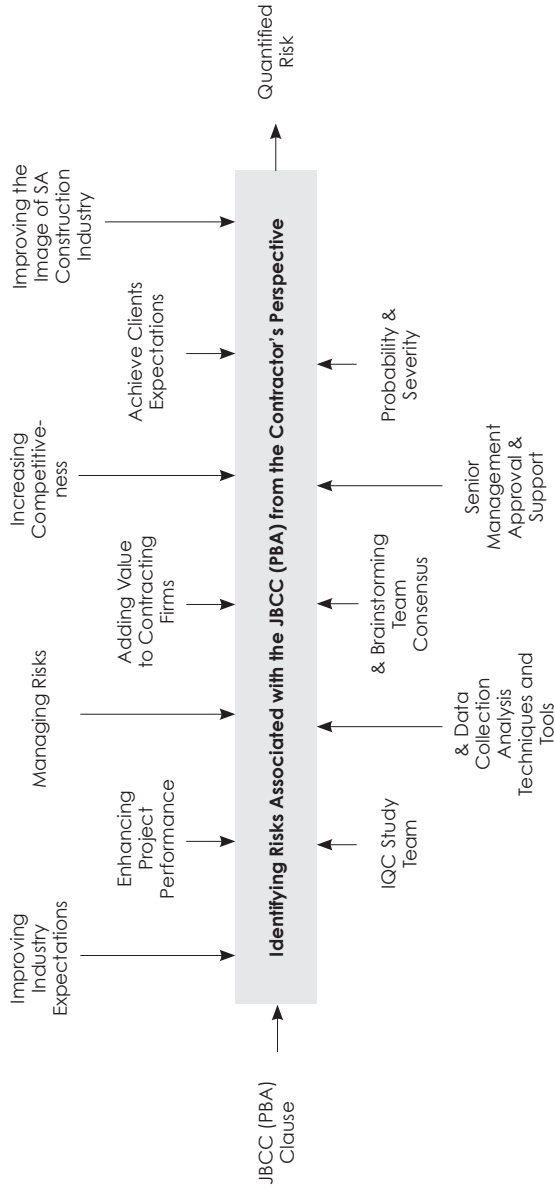 Improving
Industry
Expectations
Enhancing
Project
Performance
Managing Risks
Adding Value
to Contracting
Firms
Increasing
Competitive-
ness
Achieve Clients
Expectations
Improving the
Image of SA
Construction
Industry
JBCC (PBA)
Clause
Identifying Risks Associated with the JBCC (PBA) from the Contractor's Perspective
Quantified
Risk
IQC Study
Team
& Data
Collection
Analysis
Techniques and
Tools
& Brainstorming
Team
Consensus
Senior
Management
Approval &
Support
Probability &
Severity